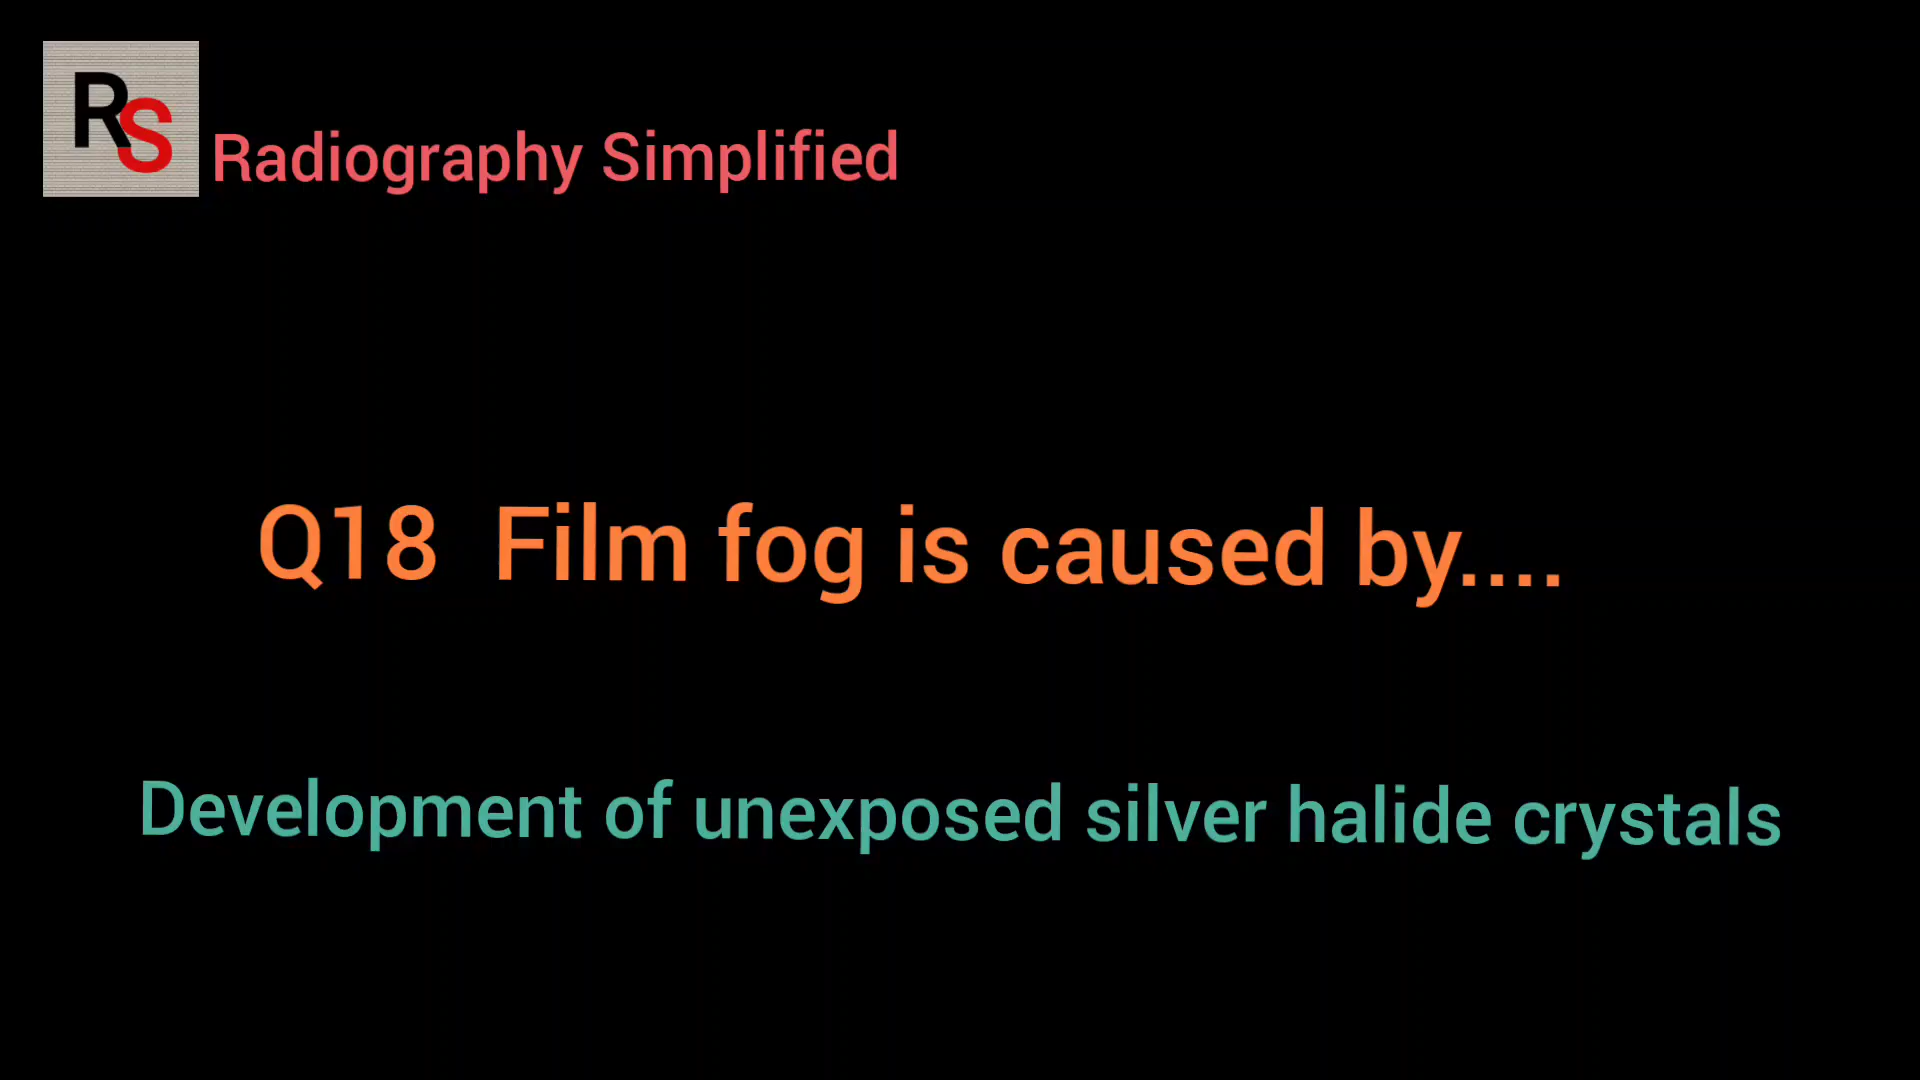 RS
Radiography Simplified
Q18 Film fog is caused by....
Development of unexposed silver halide crystals